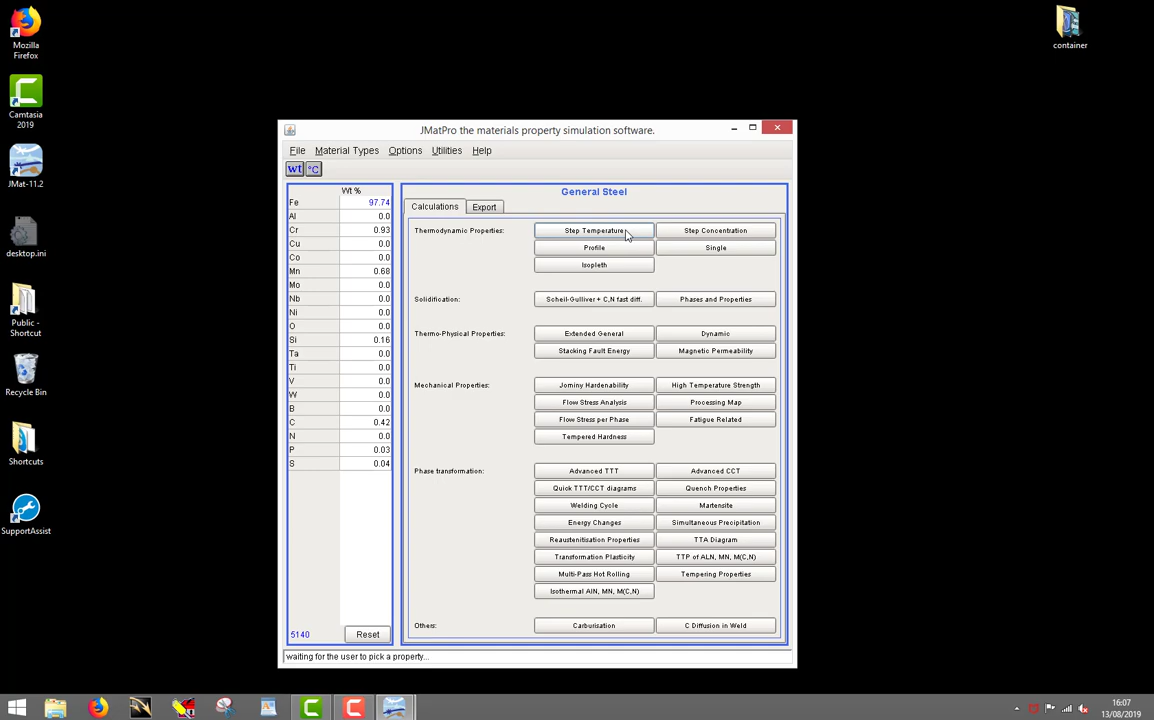 Mozilla
Firefox
container
Camtasia
2019
JMat-11.2
desktop.ini
Public -
Shortcut
Recycle Bin
Shortcuts
SupportAssist
JMatPro the materials property simulation software.
File Material Types Options Utilities Help
wt °C
Wt %
Fe 97.74
Al 0.0
Cr 0.93
Cu 0.0
Co 0.0
Mn 0.68
Mo 0.0
Nb 0.0
Ni 0.0
O 0.0
Si 0.16
Ta 0.0
Ti 0.0
V 0.0
W 0.0
B 0.0
C 0.42
N 0.0
P 0.03
S 0.04
5140 Reset
General Steel
Calculations Export
Thermodynamic Properties: Step Temperature Step Concentration
Profile Single
Isopleth
Solidification: Scheil-Gulliver + C,N fast diff. Phases and Properties
Thermo-Physical Properties: Extended General Dynamic
Stacking Fault Energy Magnetic Permeability
Mechanical Properties: Jominy Hardenability High Temperature Strength
Flow Stress Analysis Processing Map
Flow Stress per Phase Fatigue Related
Tempered Hardness
Phase transformation: Advanced TTT Advanced CCT
Quick TTT/CCT diagrams Quench Properties
Welding Cycle Martensite
Energy Changes Simultaneous Precipitation
Reaustenitisation Properties TTA Diagram
Transformation Plasticity TTP of ALN, MN, M(C,N)
Multi-Pass Hot Rolling Tempering Properties
Isothermal AlN, MN, M(C,N)
Others: Carburisation C Diffusion in Weld
waiting for the user to pick a property...
16:07
13/08/2019